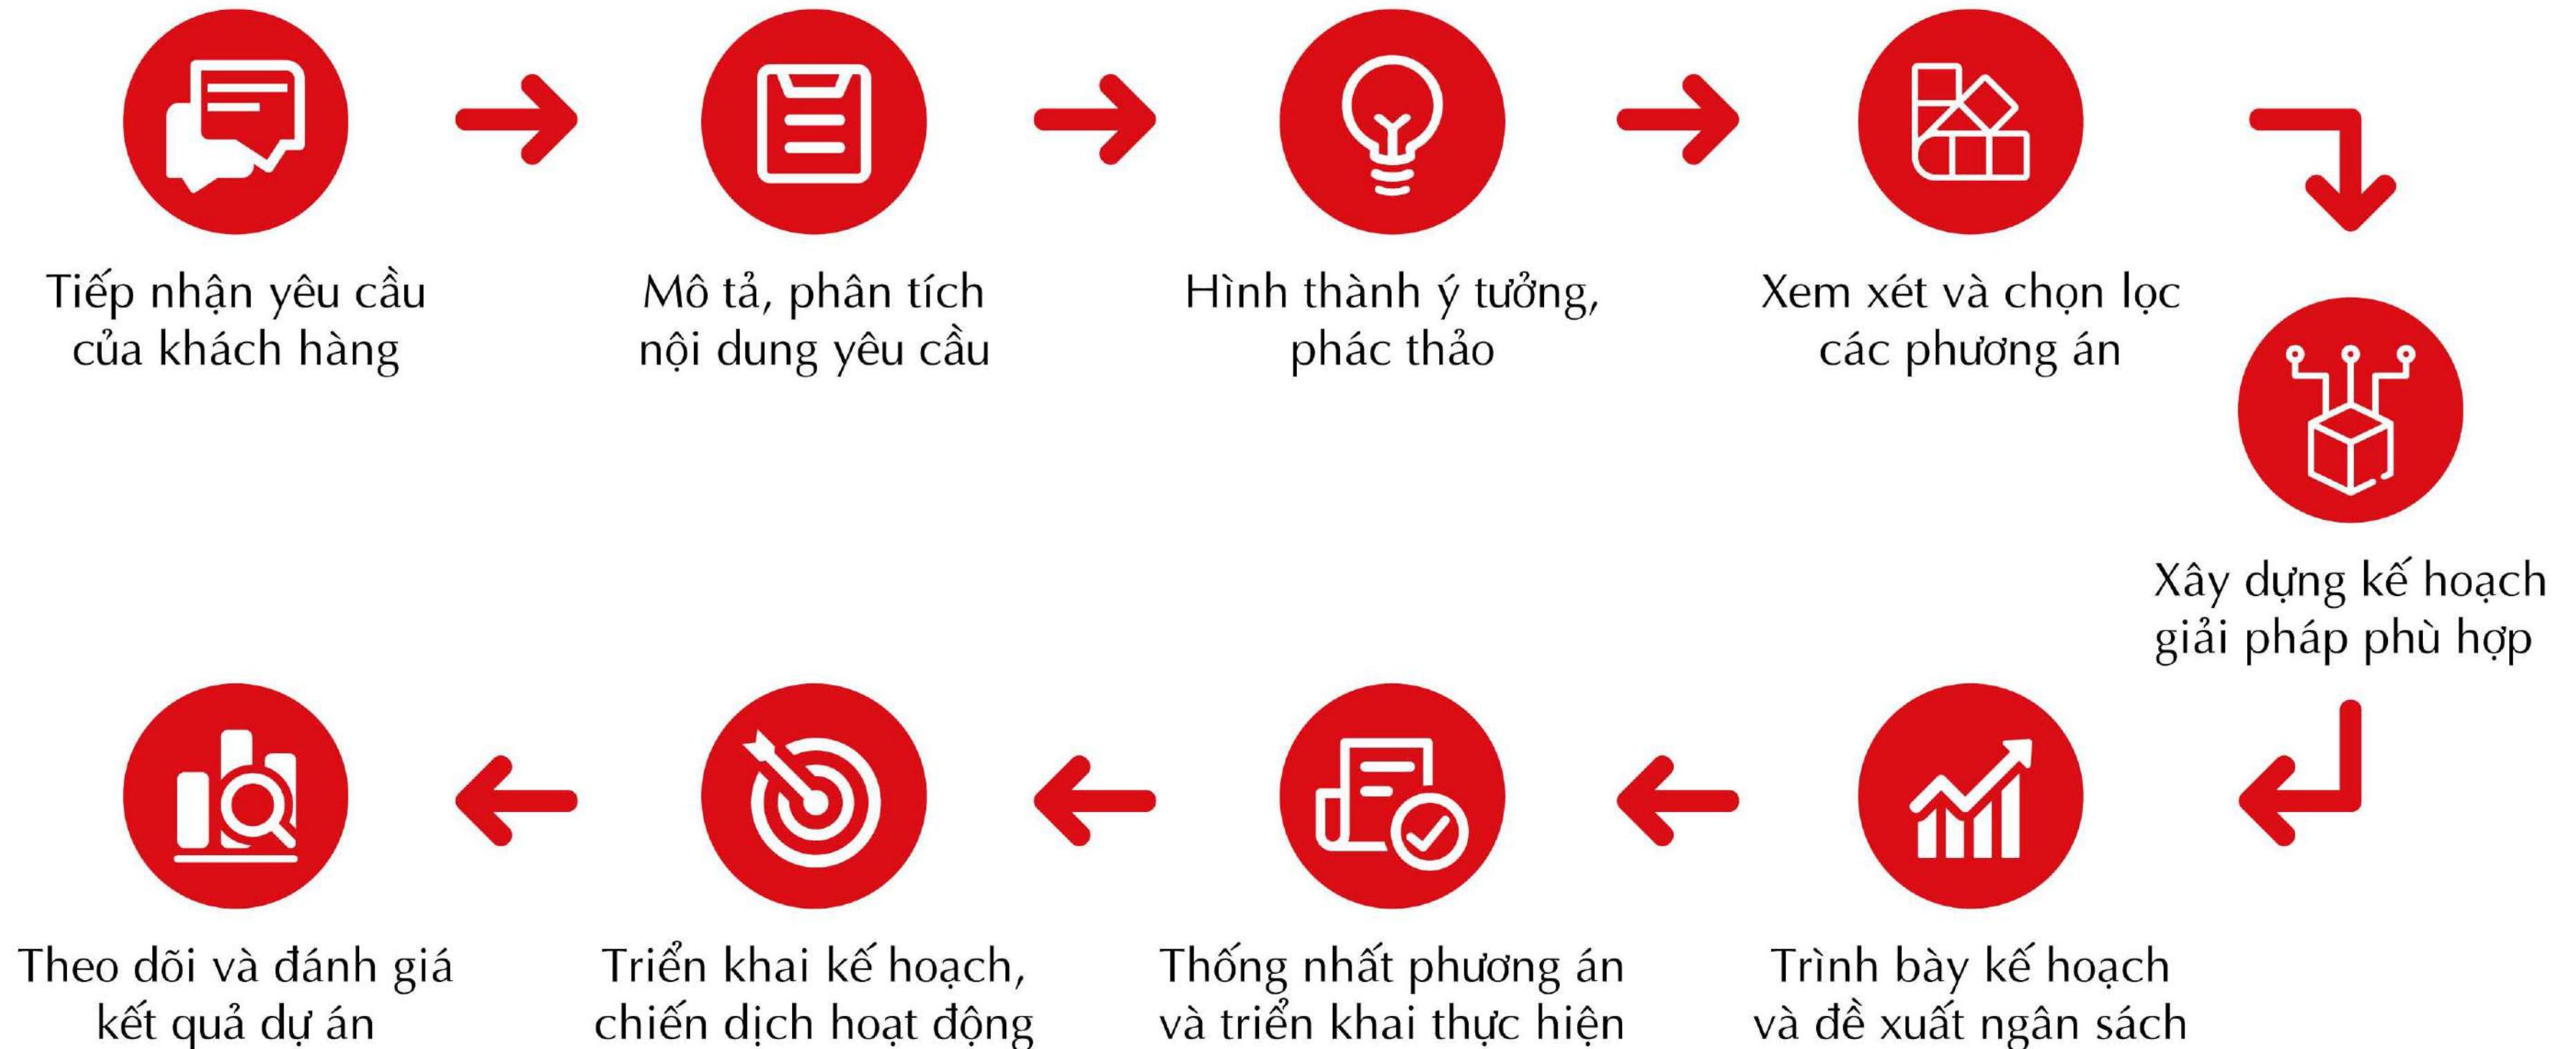 Tiếp nhận yêu cầu
của khách hàng
Mô tả, phân tích
nội dung yêu cầu
Hình thành ý tưởng,
phác thảo
Xem xét và chọn lọc
các phương án
Xây dựng kế hoạch
giải pháp phù hợp
Trình bày kế hoạch
và đề xuất ngân sách
Thống nhất phương án
và triển khai thực hiện
Triển khai kế hoạch,
chiến dịch hoạt động
Theo dõi và đánh giá
kết quả dự án